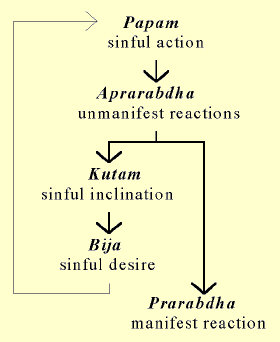 Papam
sinful action
Aprarabdha
unmanifest reactions
Kutam
sinful inclination
Bija
sinful desire
Prarabdha
manifest reaction